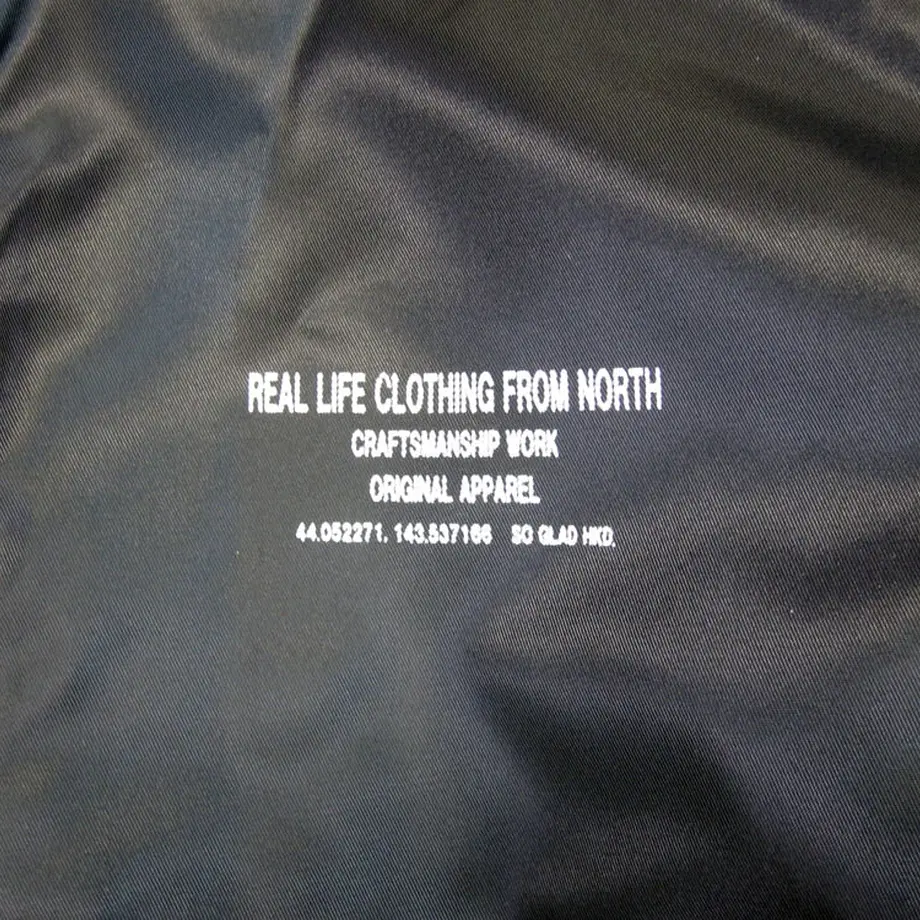 REAL LIFE CLOTHING FROM NORTH
CRAFTSMANSHIP WORK
ORIGINAL APPAREL
44.052271. 143.537166 SO GLAD HKD.